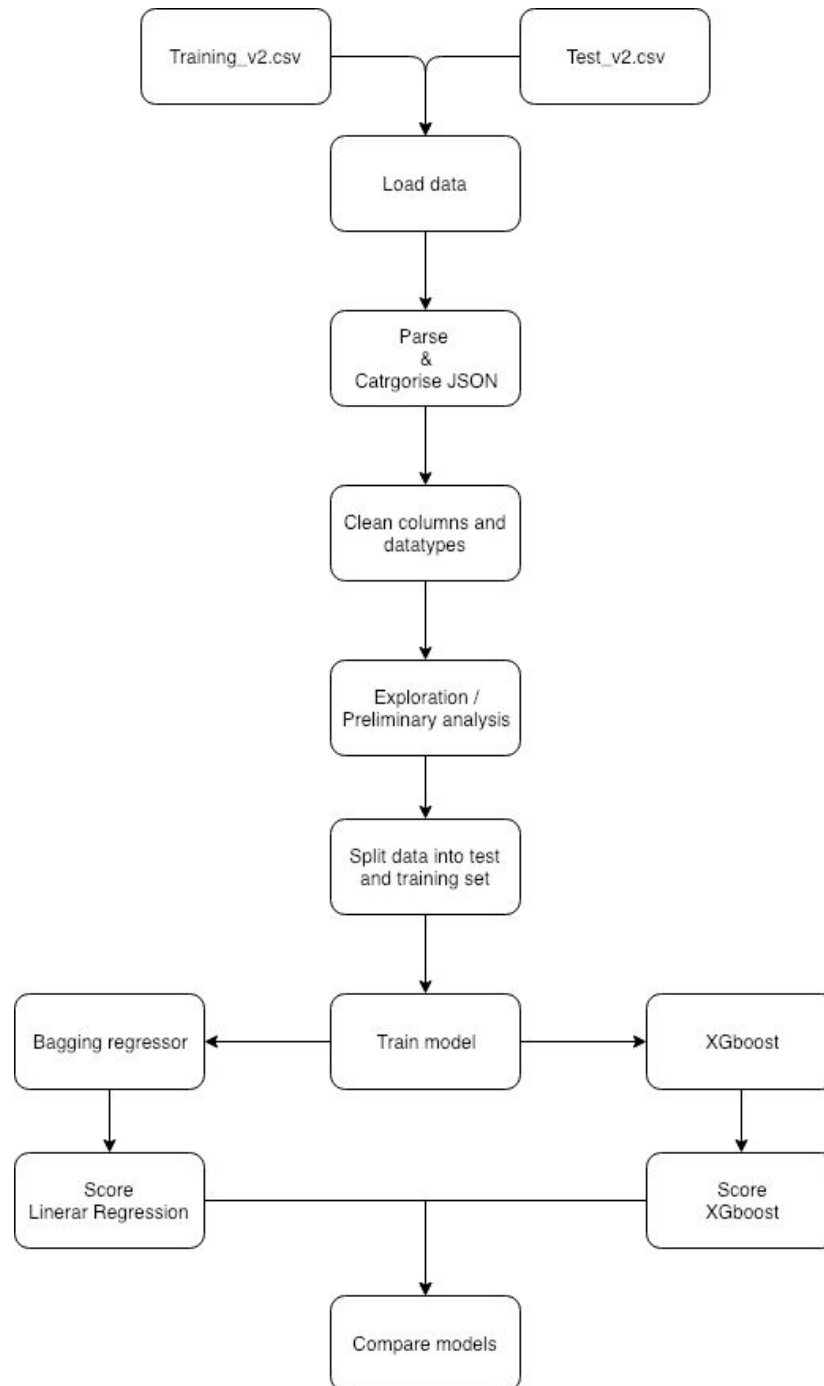 Training_v2.csv
Test_v2.csv
Load data
Parse
&
Catrgorise JSON
Clean columns and
datatypes
Exploration /
Preliminary analysis
Split data into test
and training set
Bagging regressor
Train model
XGboost
Score
Linerar Regression
Score
XGboost
Compare models